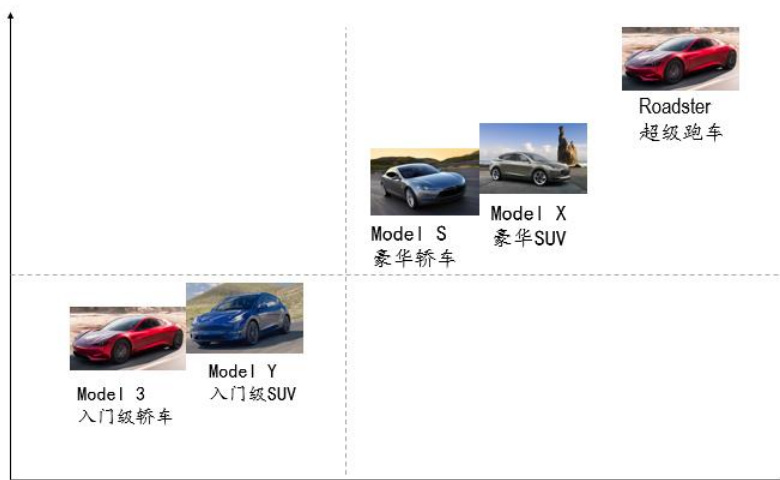 Roadster
超级跑车
Model S
豪华轿车
Model X
豪华SUV
Model 3
入门级轿车
Model Y
入门级SUV